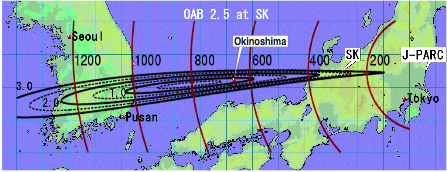 OAB 2.5 at SK
Seoul
Okinoshima
SK
J-PARC
1200
1000
800
600
400
200
3.0
2.0
1.0
Pusan
Tokyo